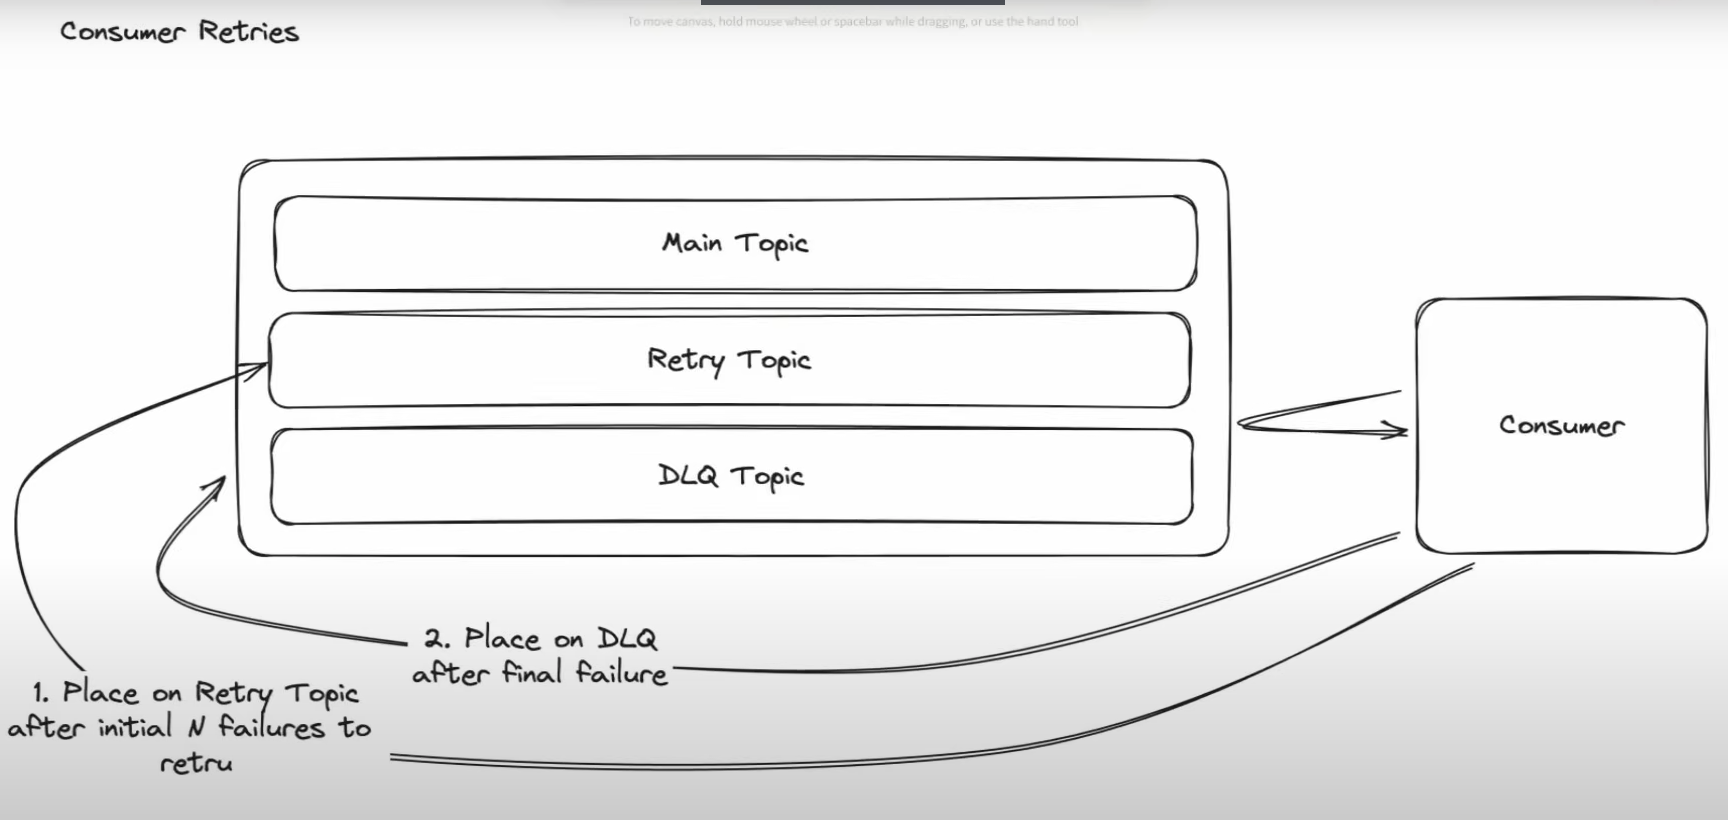 To move canvas, hold mouse wheel or spacebar while dragging, or use the hand tool
Consumer Retries
Main Topic
Retry Topic
DLQ Topic
Consumer
2. Place on DLQ
after final failure
1. Place on Retry Topic
after initial N failures to
retru